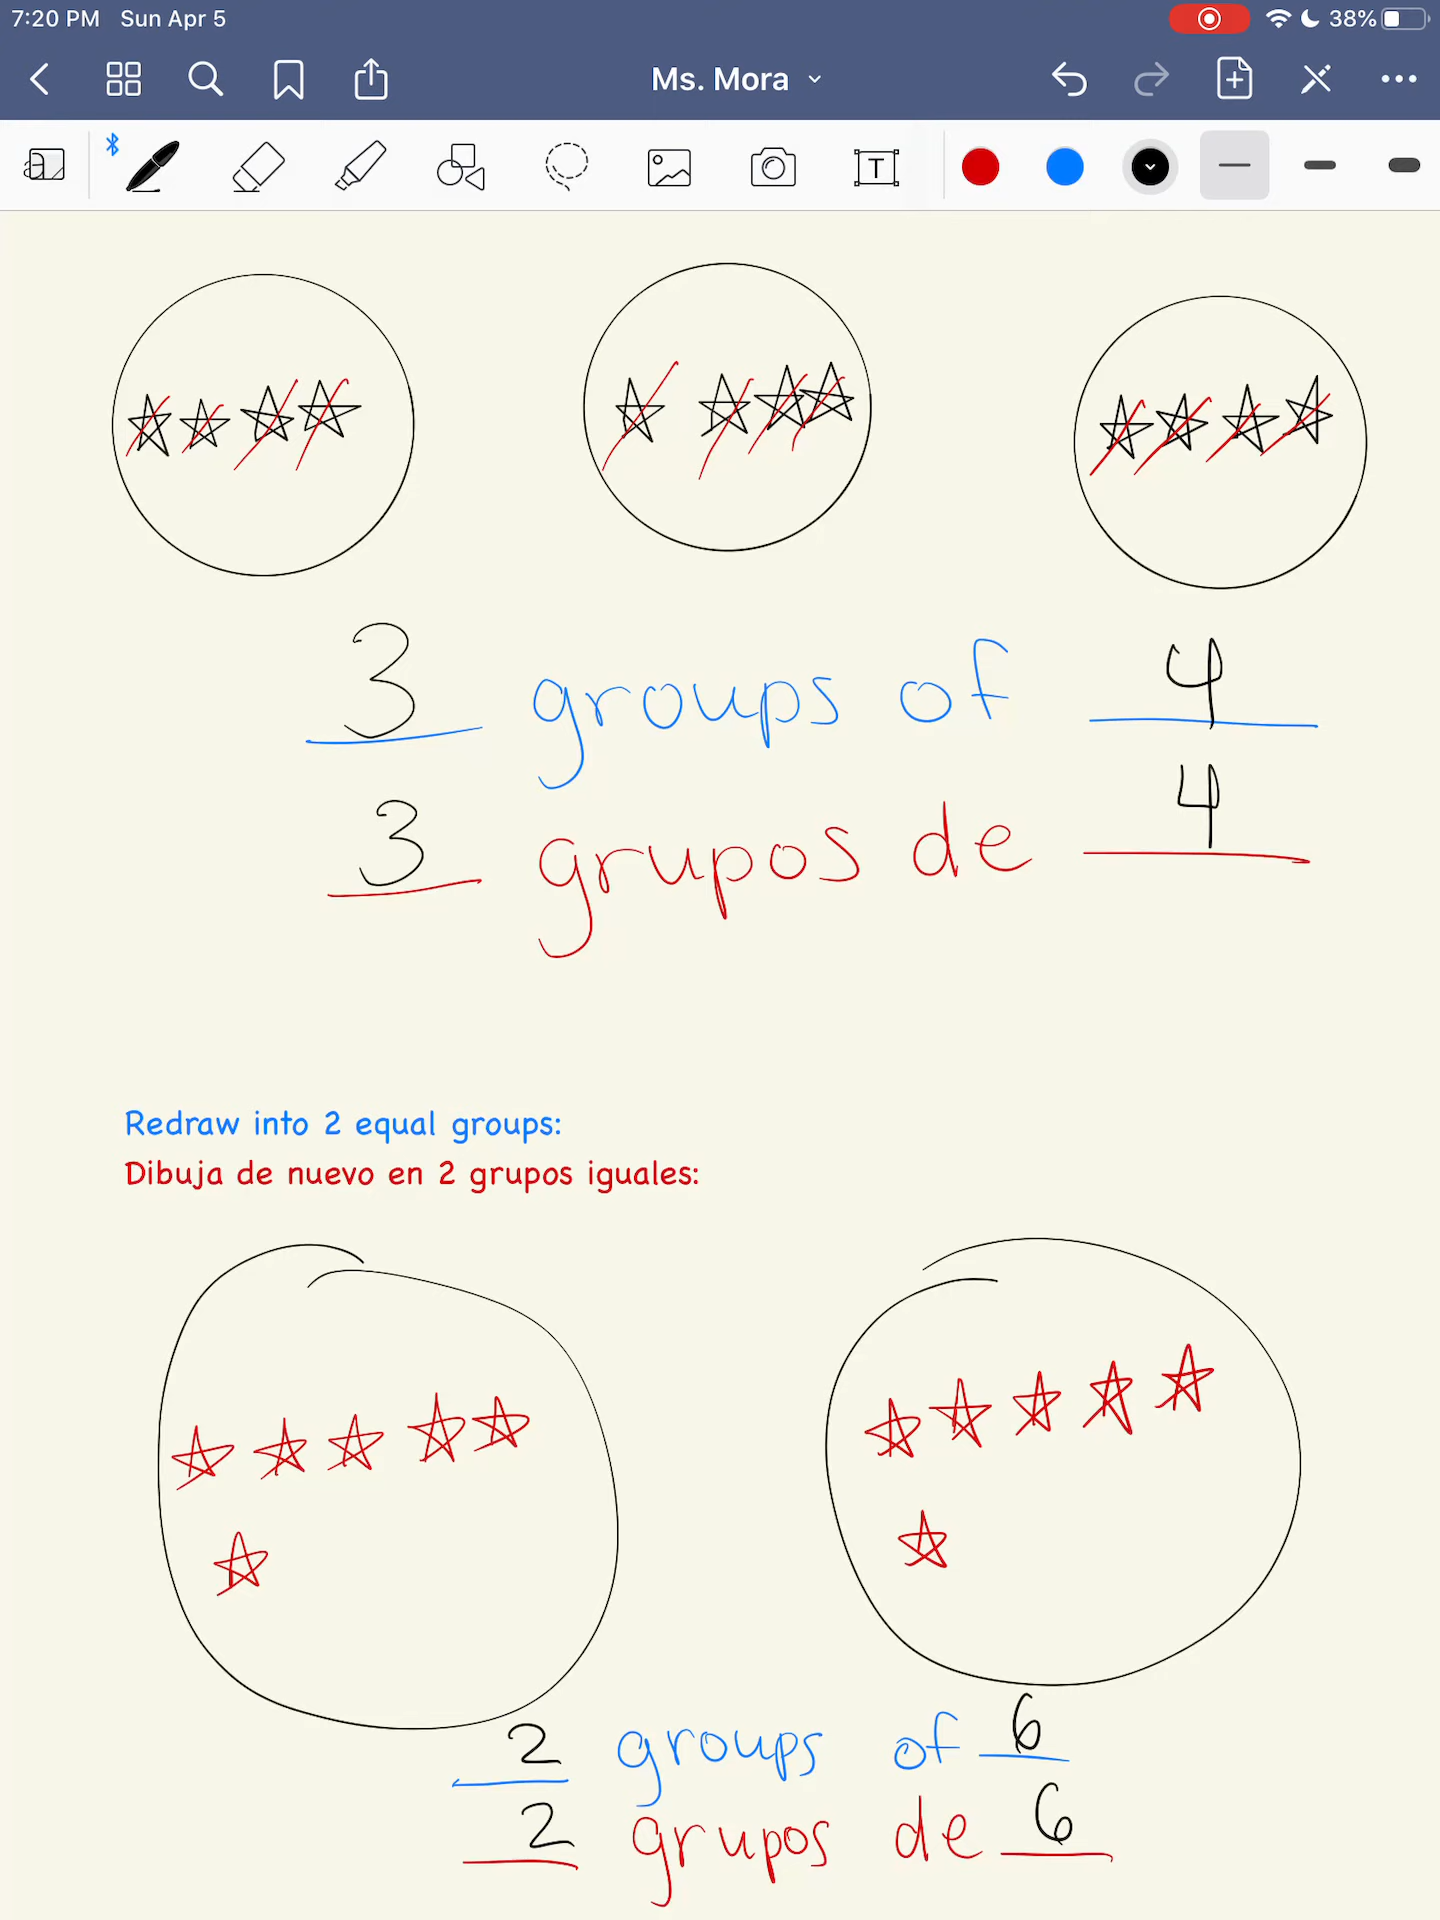 7:20 PM Sun Apr 5 38%
Ms. Mora
T
3 groups of 4
3 grupos de 4
Redraw into 2 equal groups:
Dibuja de nuevo en 2 grupos iguales:
2 groups of 6
2 grupos de 6